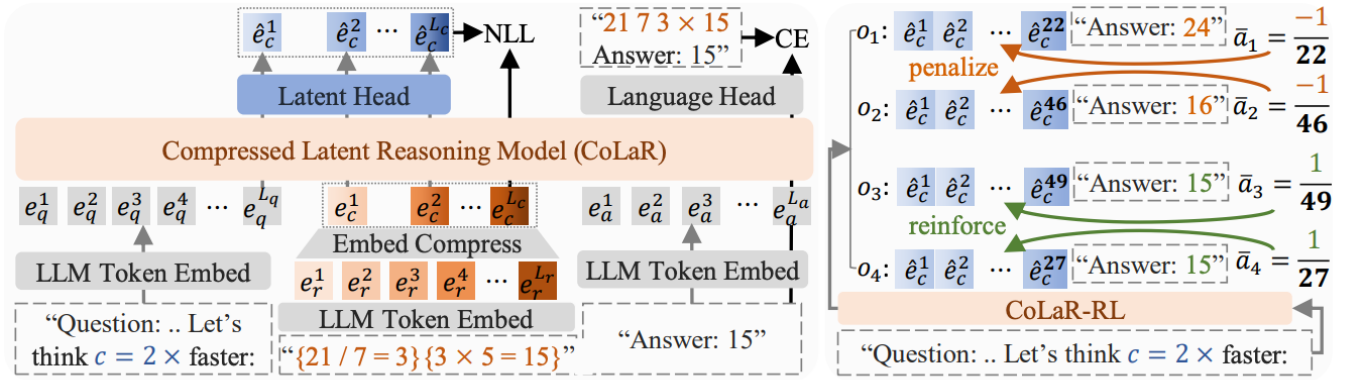 ê_c^1 ê_c^2 ⋯ ê_c^{L_c} NLL
“21 7 3 × 15
Answer: 15” CE
Latent Head
Language Head
Compressed Latent Reasoning Model (CoLaR)
e_q^1 e_q^2 e_q^3 e_q^4 ⋯ e_q^{L_q}
e_c^1 e_c^2 ⋯ e_c^{L_c}
e_a^1 e_a^2 e_a^3 ⋯ e_a^{L_a}
Embed Compress
LLM Token Embed
e_r^1 e_r^2 e_r^3 e_r^4 ⋯ e_r^{L_r}
LLM Token Embed
LLM Token Embed
“Question: .. Let’s
think c = 2 × faster:
“{21 / 7 = 3}{3 × 5 = 15}”
“Answer: 15”
o_1: ê_c^1 ê_c^2 ⋯ ê_c^{22} “Answer: 24” ā_1 = -1/22
penalize
o_2: ê_c^1 ê_c^2 ⋯ ê_c^{46} “Answer: 16” ā_2 = -1/46
o_3: ê_c^1 ê_c^2 ⋯ ê_c^{49} “Answer: 15” ā_3 = 1/49
reinforce
o_4: ê_c^1 ê_c^2 ⋯ ê_c^{27} “Answer: 15” ā_4 = 1/27
CoLaR-RL
“Question: .. Let’s think c = 2 × faster: